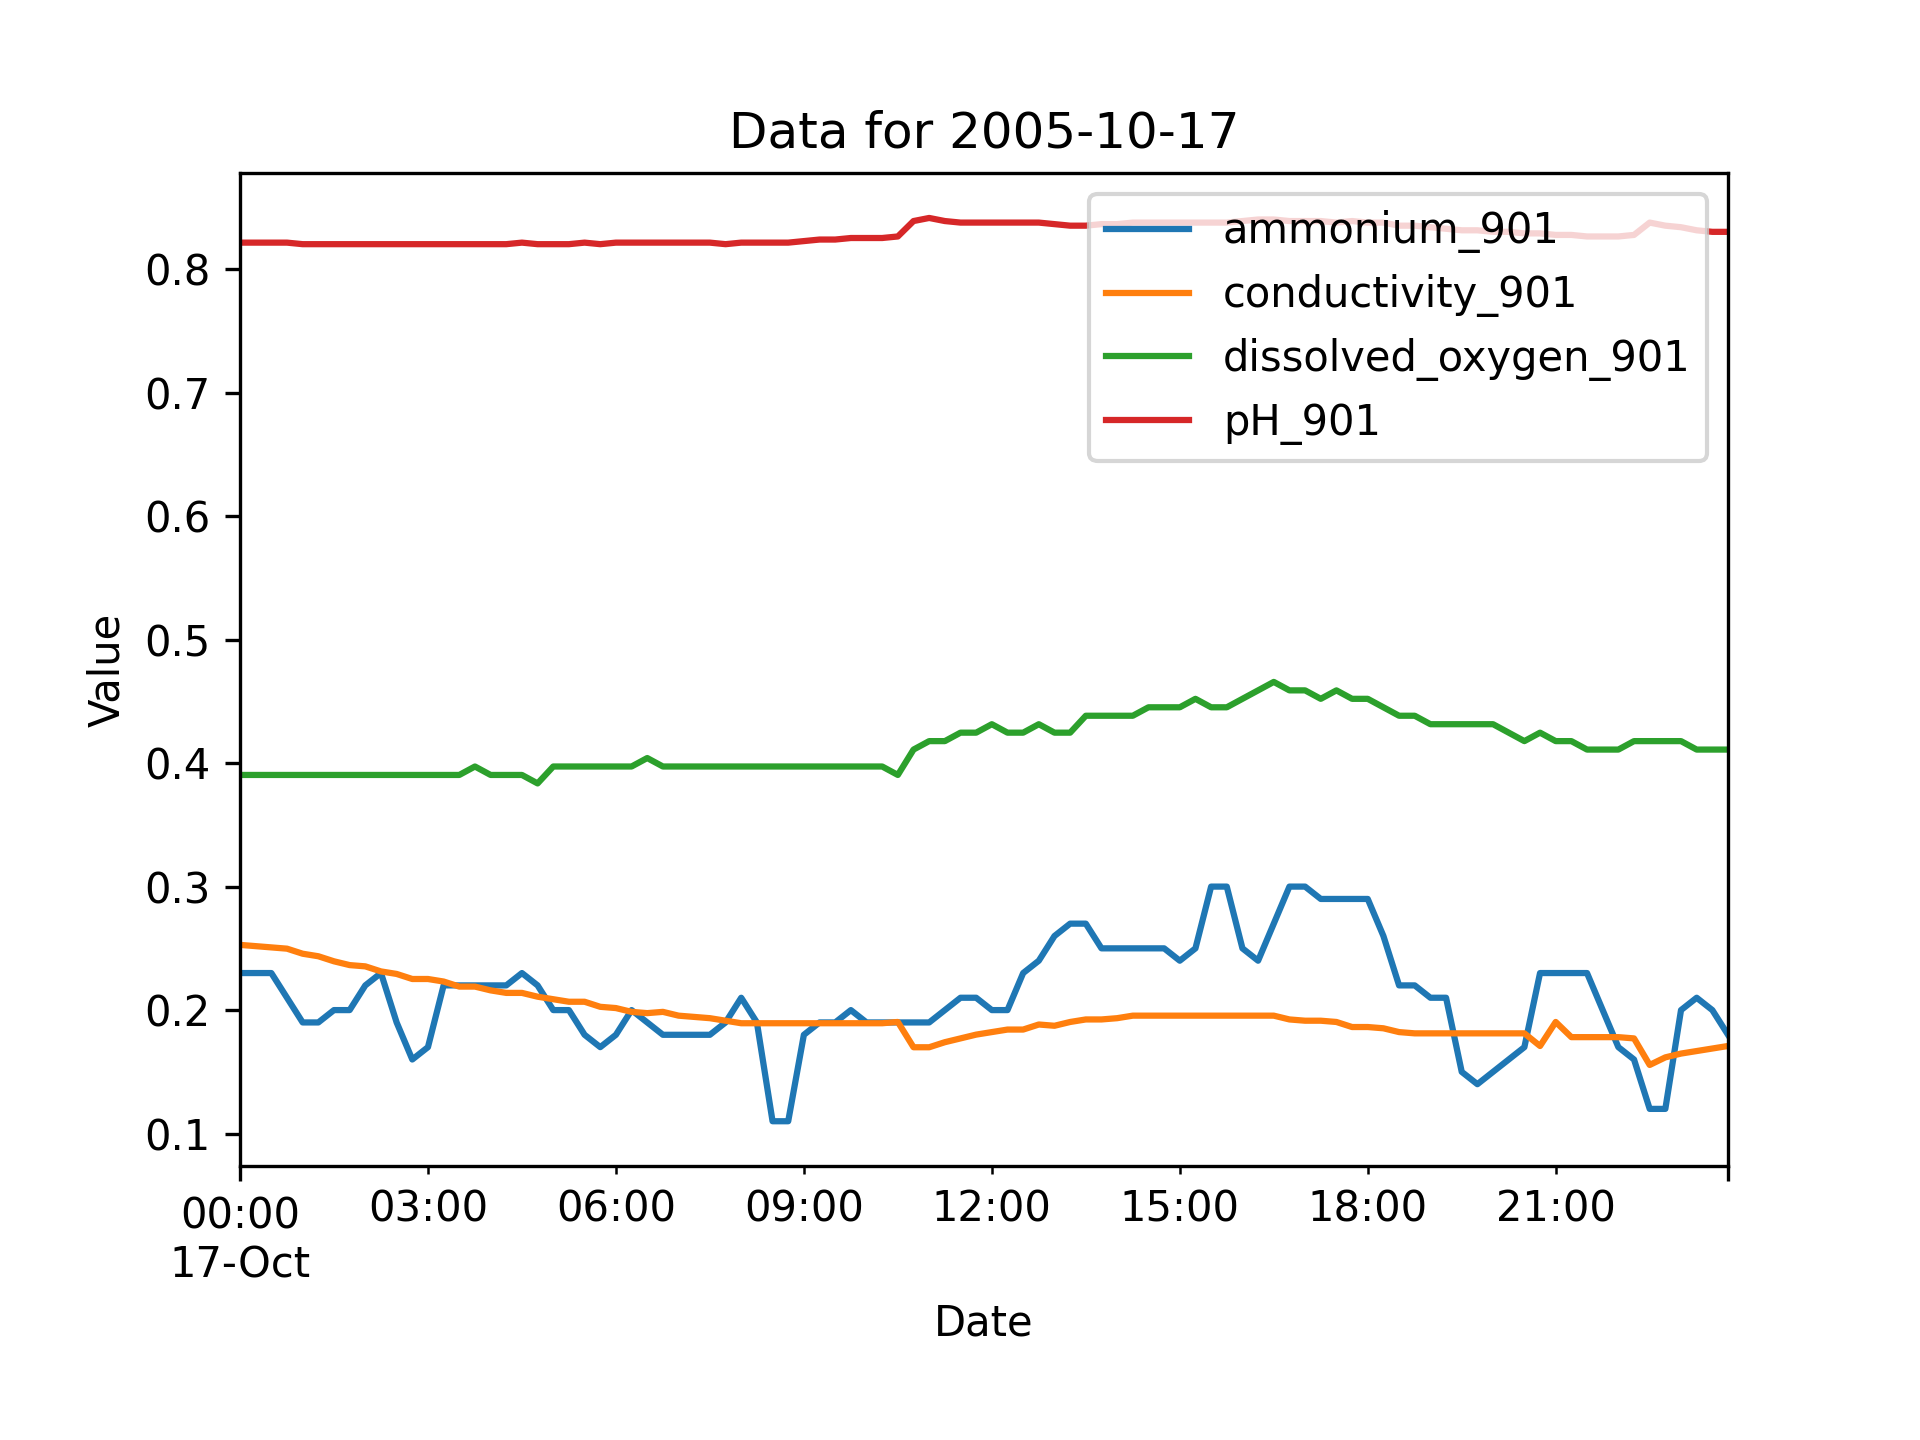 Data for 2005-10-17
ammonium_901
conductivity_901
dissolved_oxygen_901
pH_901
0.8
0.7
0.6
0.5
0.4
0.3
0.2
0.1
Value
00:00 03:00 06:00 09:00 12:00 15:00 18:00 21:00
17-Oct
Date